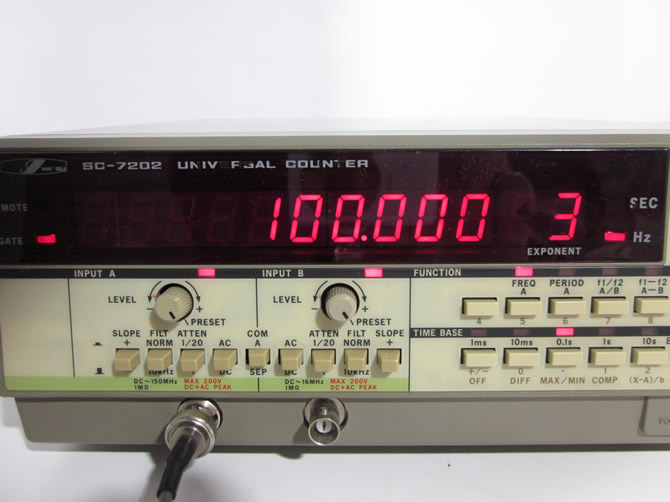 SC-7202 UNIVERSAL COUNTER
100.000 3
SEC
MOTE
GATE
Hz
EXPONENT
INPUT A
INPUT B
FUNCTION
LEVEL
- +
PRESET
LEVEL
- +
PRESET
FREQ A
PERIOD A
f1/f2 A/B
f1-f2 A-B
4 5 6 7 8
SLOPE +
FILT NORM
ATTEN 1/20
AC
COM A
AC
ATTEN 1/20
FILT NORM
SLOPE +
TIME BASE
1ms 10ms 0.1s 1s 10s
- 10kHz DC SEP DC 10kHz -
+/- 0 · 1 2
OFF DIFF MAX/MIN COMP (X-A)/b
DC~150MHz
1MΩ
MAX 200V
DC+AC PEAK
DC~16MHz
1MΩ
MAX 200V
DC+AC PEAK